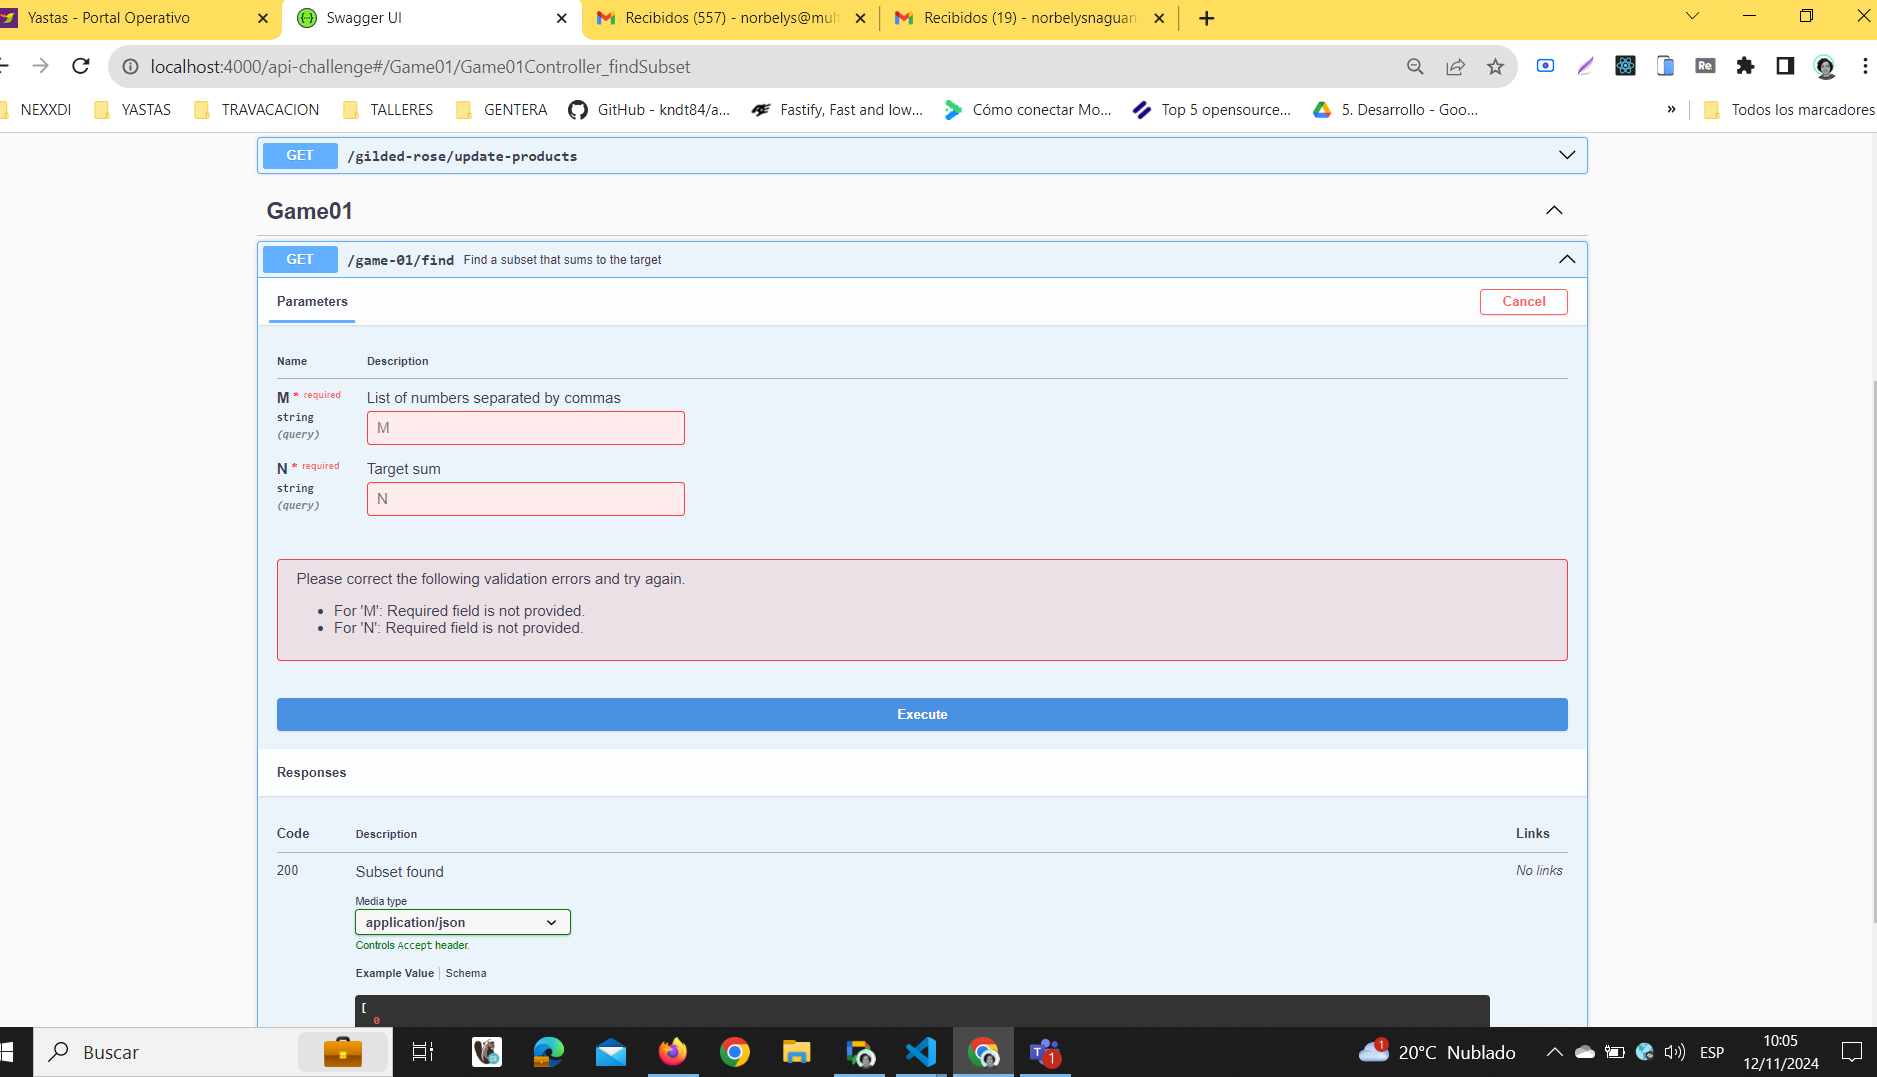 Yastas - Portal Operativo
Swagger UI
Recibidos (557) - norbelys@mul
Recibidos (19) - norbelysnaguan
localhost:4000/api-challenge#/Game01/Game01Controller_findSubset
Re
NEXXDI
YASTAS
TRAVACACION
TALLERES
GENTERA
GitHub - kndt84/a...
Fastify, Fast and low...
Cómo conectar Mo...
Top 5 opensource...
5. Desarrollo - Goo...
»
Todos los marcadores
GET /gilded-rose/update-products
Game01
GET /game-01/find Find a subset that sums to the target
Parameters
Cancel
Name Description
M * required
List of numbers separated by commas
string
(query)
M
N * required
Target sum
string
(query)
N
Please correct the following validation errors and try again.
• For 'M': Required field is not provided.
• For 'N': Required field is not provided.
Execute
Responses
Code Description Links
200 Subset found No links
Media type
application/json
Controls Accept header.
Example Value | Schema
[
0
Buscar
1
1
20°C Nublado
ESP
10:05
12/11/2024